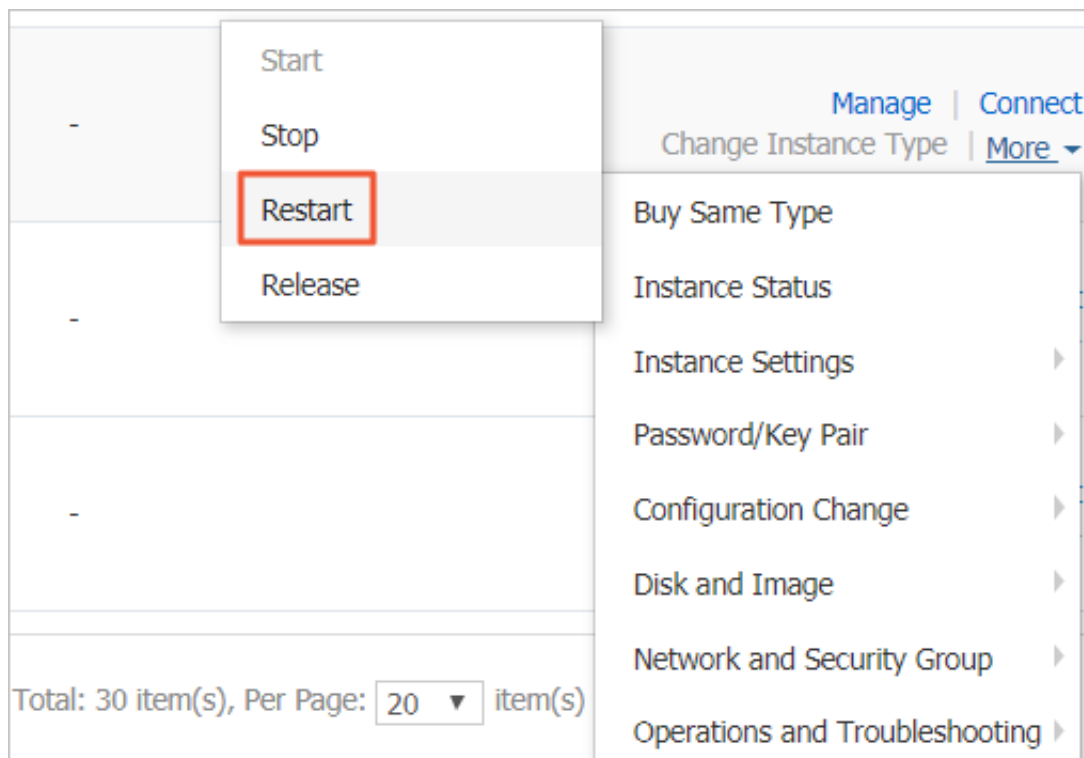 Start
Stop
Restart
Release
-
-
-
Manage | Connect
Change Instance Type | More
Buy Same Type
Instance Status
Instance Settings
Password/Key Pair
Configuration Change
Disk and Image
Network and Security Group
Operations and Troubleshooting
Total: 30 item(s), Per Page: 20 item(s)